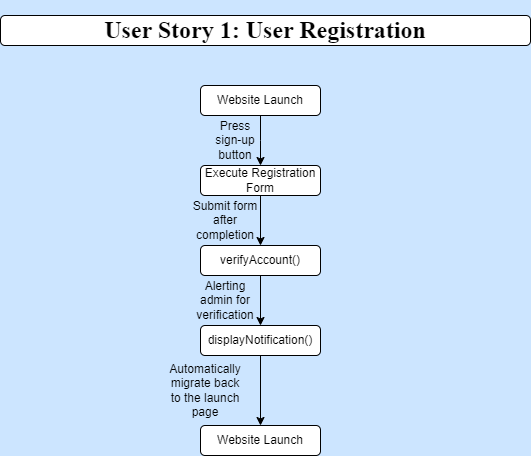 User Story 1: User Registration
Website Launch
Press
sign-up
button
Execute Registration
Form
Submit form
after
completion
verifyAccount()
Alerting
admin for
verification
displayNotification()
Automatically
migrate back
to the launch
page
Website Launch